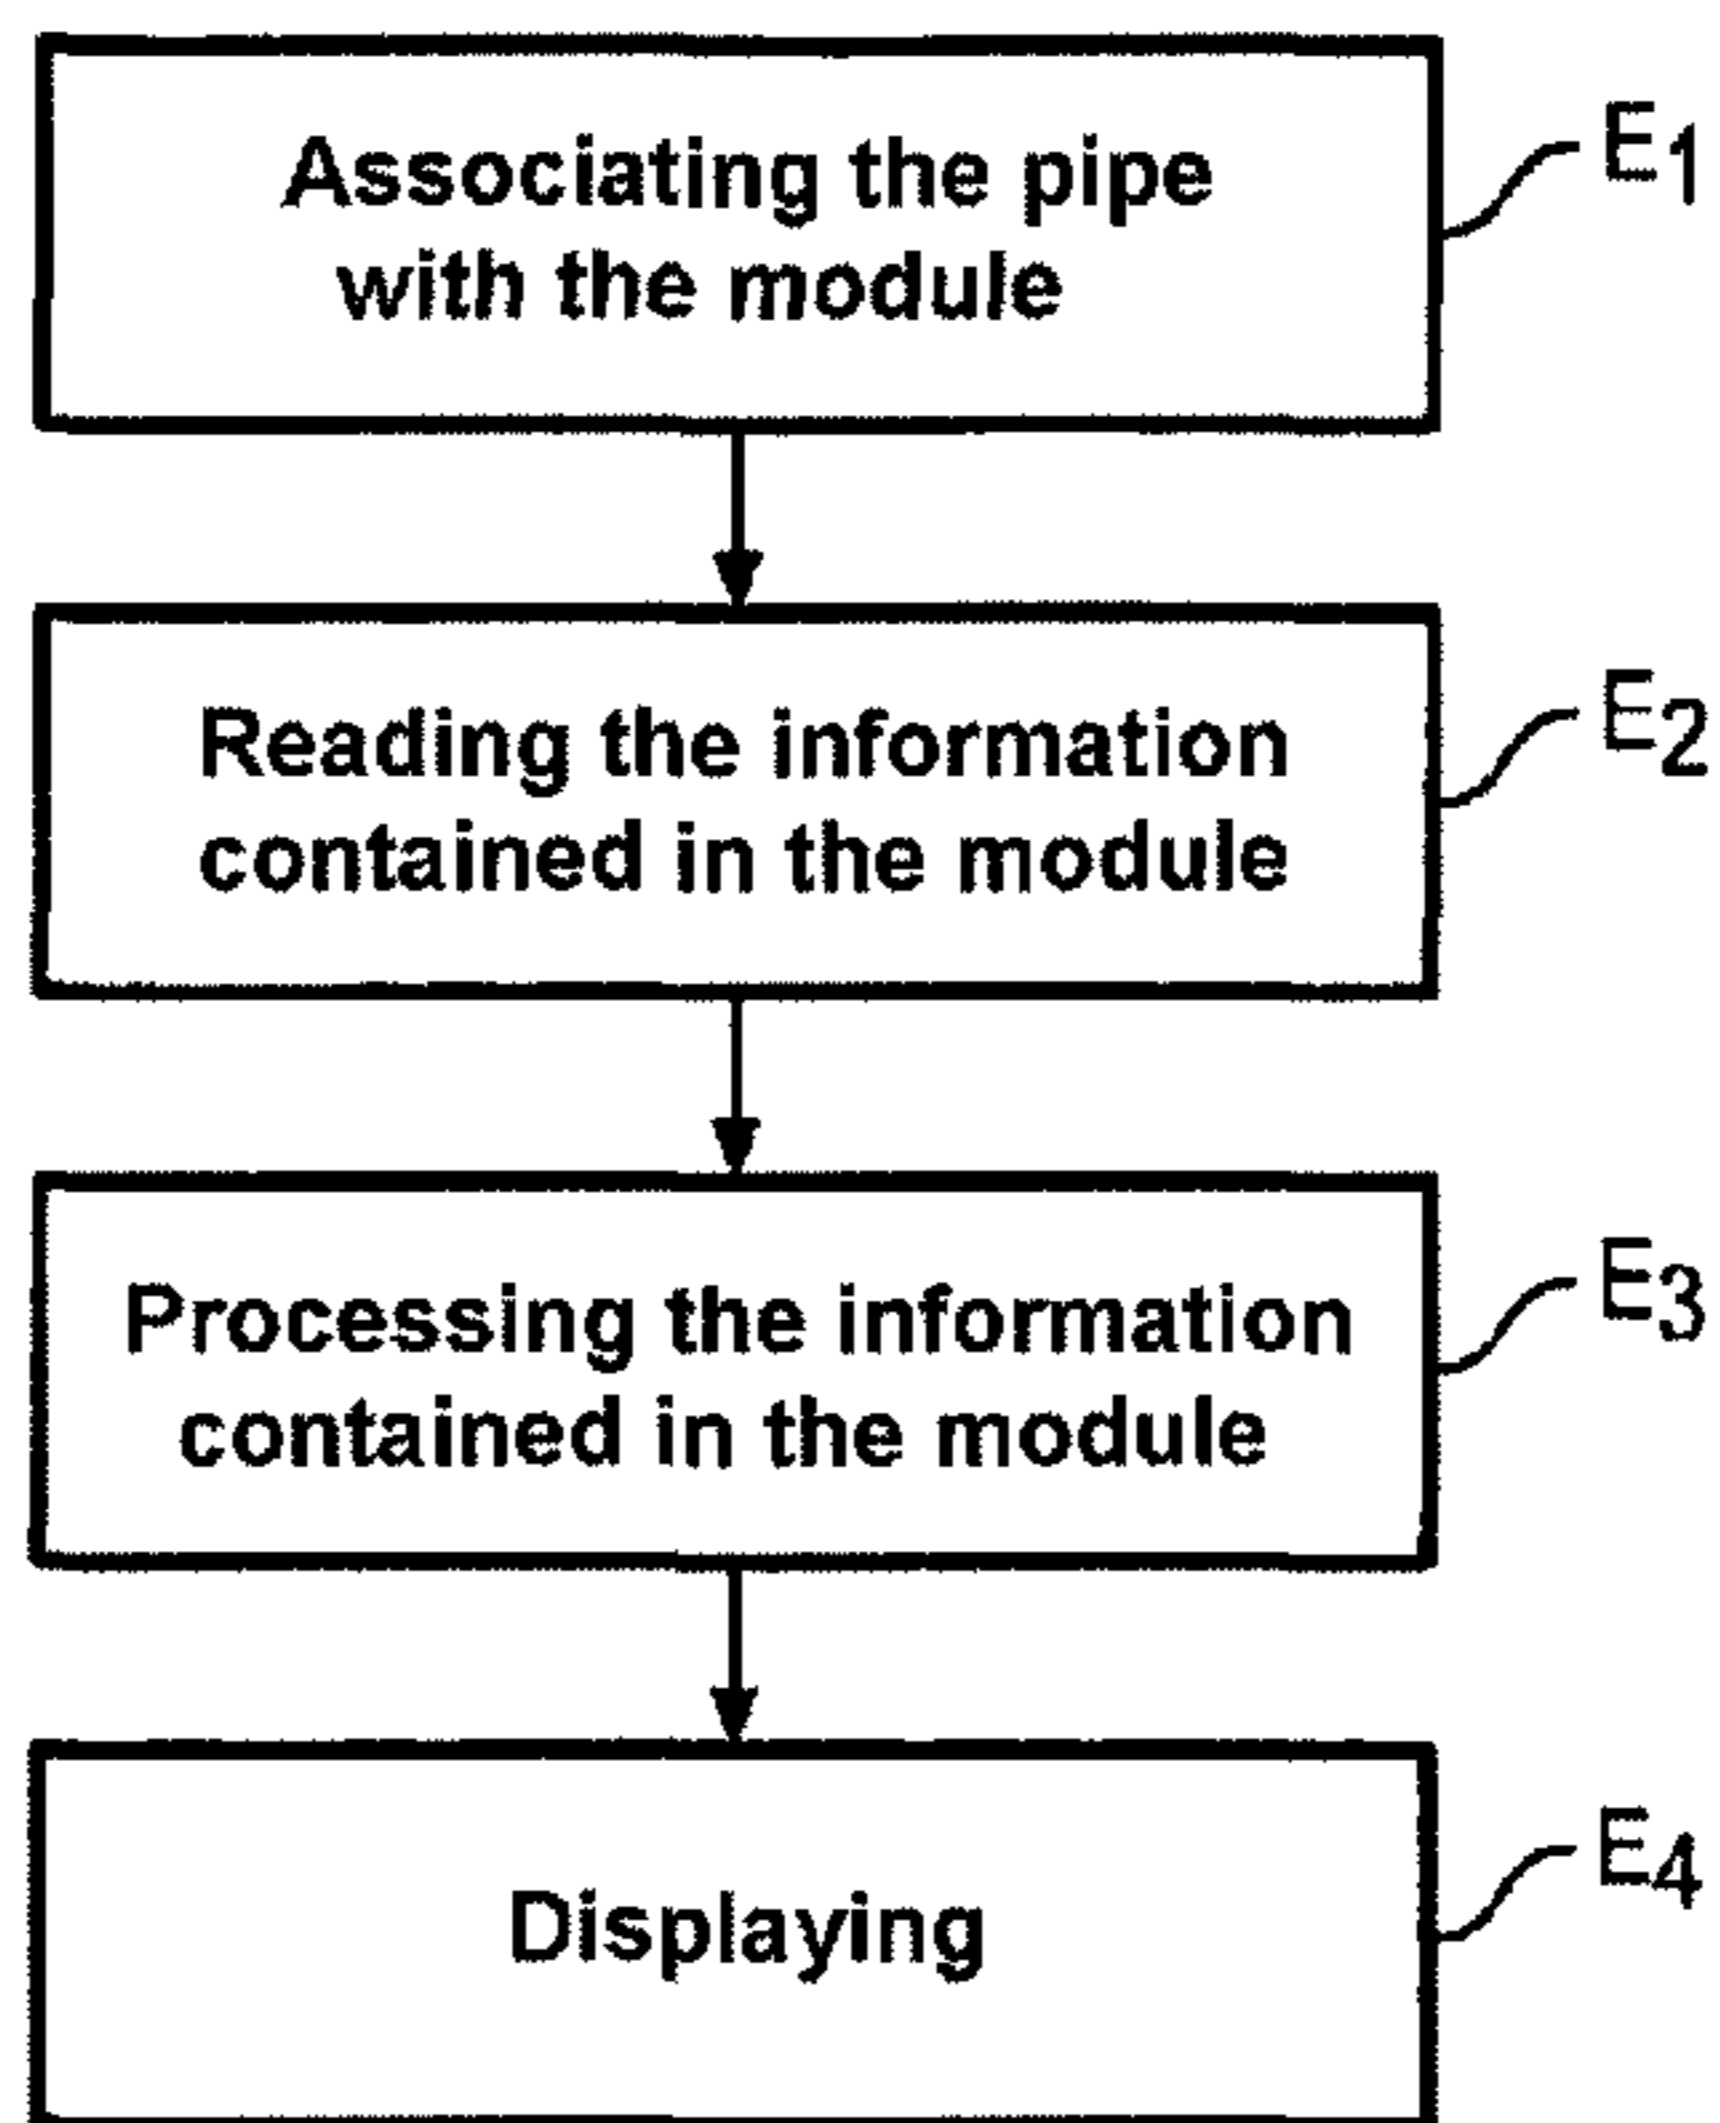 Associating the pipe
with the module
E1
Reading the information
contained in the module
E2
Processing the information
contained in the module
E3
Displaying
E4